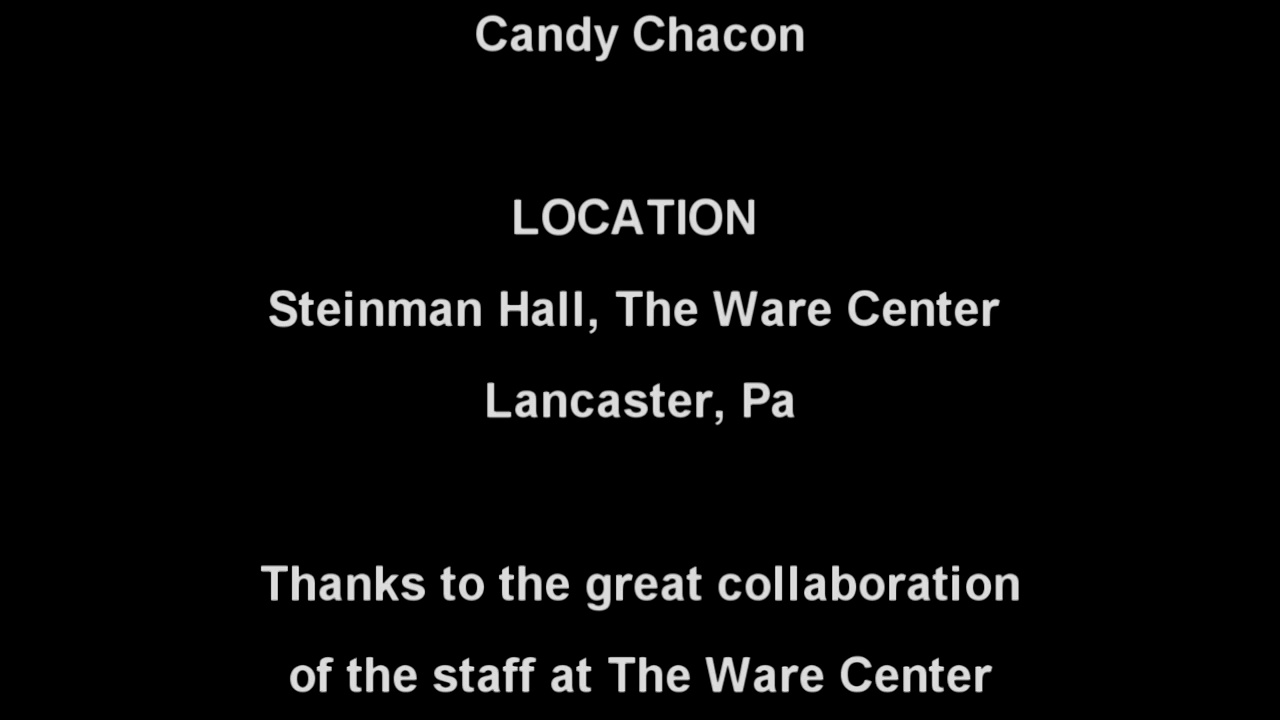 Candy Chacon
LOCATION
Steinman Hall, The Ware Center
Lancaster, Pa
Thanks to the great collaboration
of the staff at The Ware Center